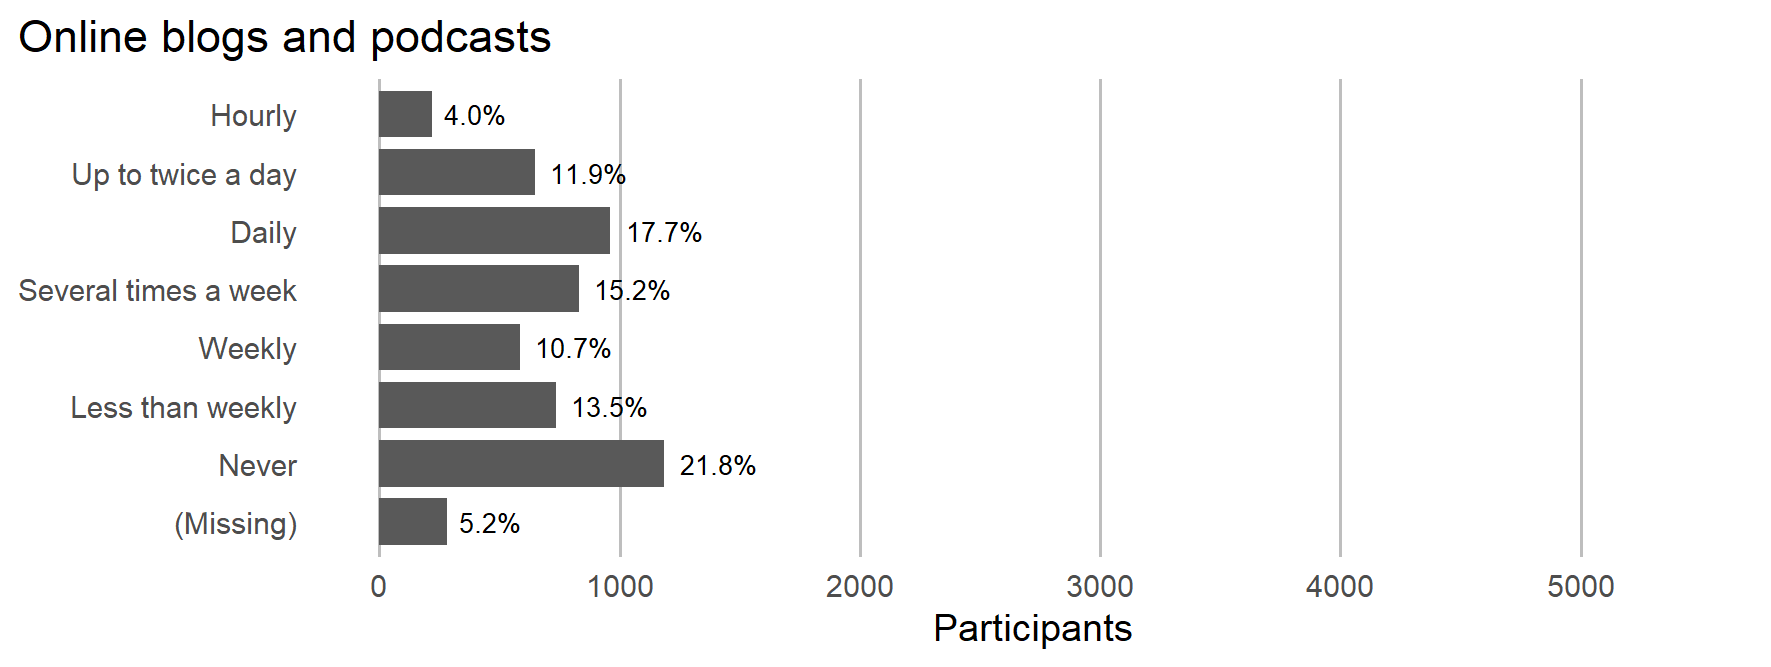 Online blogs and podcasts
Hourly 4.0%
Up to twice a day 11.9%
Daily 17.7%
Several times a week 15.2%
Weekly 10.7%
Less than weekly 13.5%
Never 21.8%
(Missing) 5.2%
0 1000 2000 3000 4000 5000
Participants